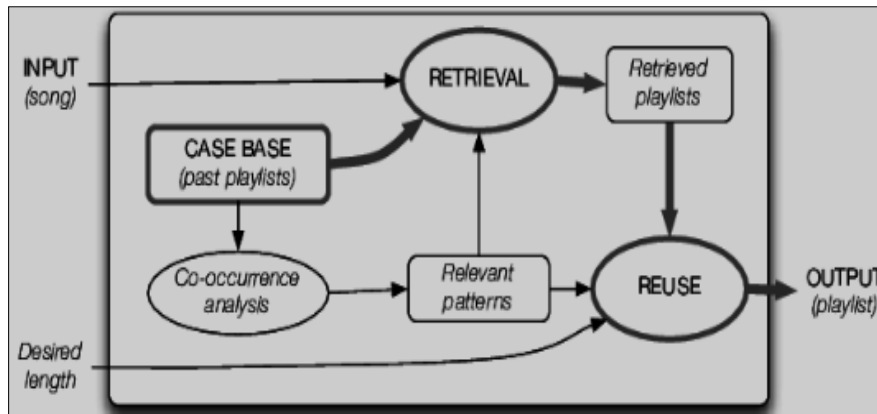 INPUT
(song)
RETRIEVAL
Retrieved
playlists
CASE BASE
(past playlists)
Co-occurrence
analysis
Relevant
patterns
REUSE
OUTPUT
(playlist)
Desired
length